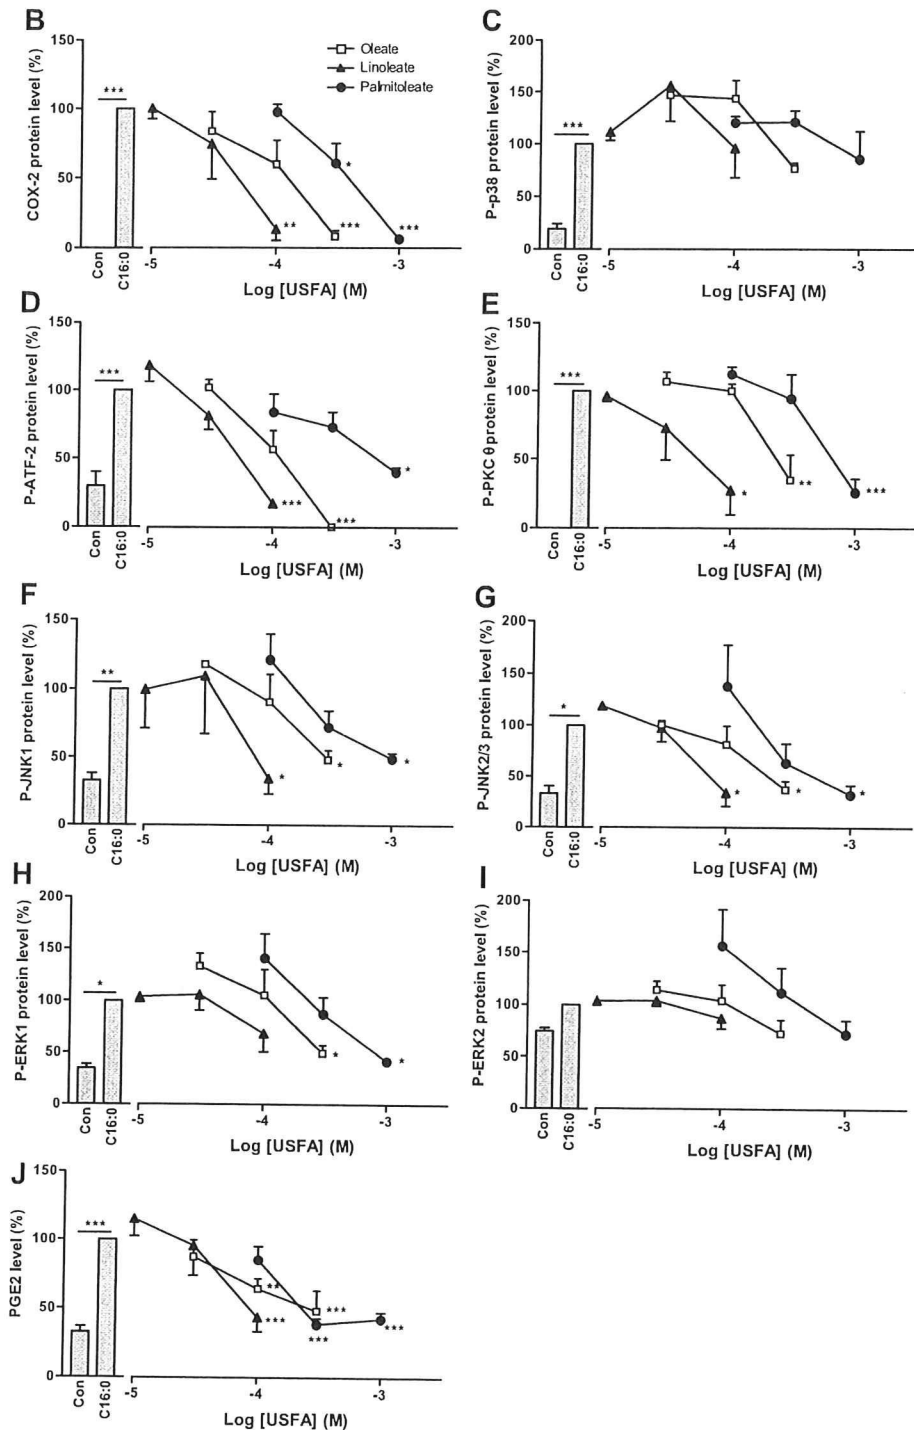 B
COX-2 protein level (%)
150
100
50
0
***
Con
C16:0
Oleate
Linoleate
Palmitoleate
**
***
*
***
-5
-4
-3
Log [USFA] (M)
C
P-p38 protein level (%)
200
150
100
50
0
***
Con
C16:0
-5
-4
-3
Log [USFA] (M)
D
P-ATF-2 protein level (%)
150
100
50
0
***
Con
C16:0
***
***
*
-5
-4
-3
Log [USFA] (M)
E
P-PKC θ protein level (%)
150
100
50
0
***
Con
C16:0
*
**
***
-5
-4
-3
Log [USFA] (M)
F
P-JNK1 protein level (%)
150
100
50
0
**
Con
C16:0
*
*
*
-5
-4
-3
Log [USFA] (M)
G
P-JNK2/3 protein level (%)
200
150
100
50
0
*
Con
C16:0
*
*
*
-5
-4
-3
Log [USFA] (M)
H
P-ERK1 protein level (%)
200
150
100
50
0
*
Con
C16:0
*
*
-5
-4
-3
Log [USFA] (M)
I
P-ERK2 protein level (%)
200
150
100
50
0
Con
C16:0
-5
-4
-3
Log [USFA] (M)
J
PGE2 level (%)
150
100
50
0
***
Con
C16:0
**
***
***
***
***
-5
-4
-3
Log [USFA] (M)